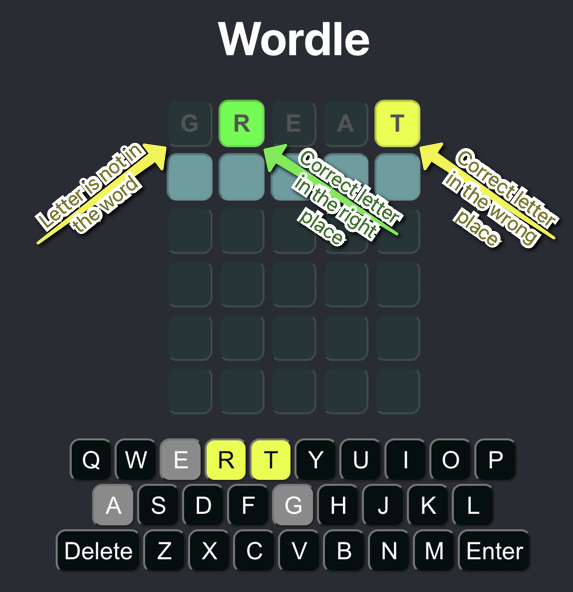 Wordle
G R E A T
Letter is not in
the word
Correct letter
in the right
place
Correct letter
in the wrong
place
Q W E R T Y U I O P
A S D F G H J K L
Delete Z X C V B N M Enter